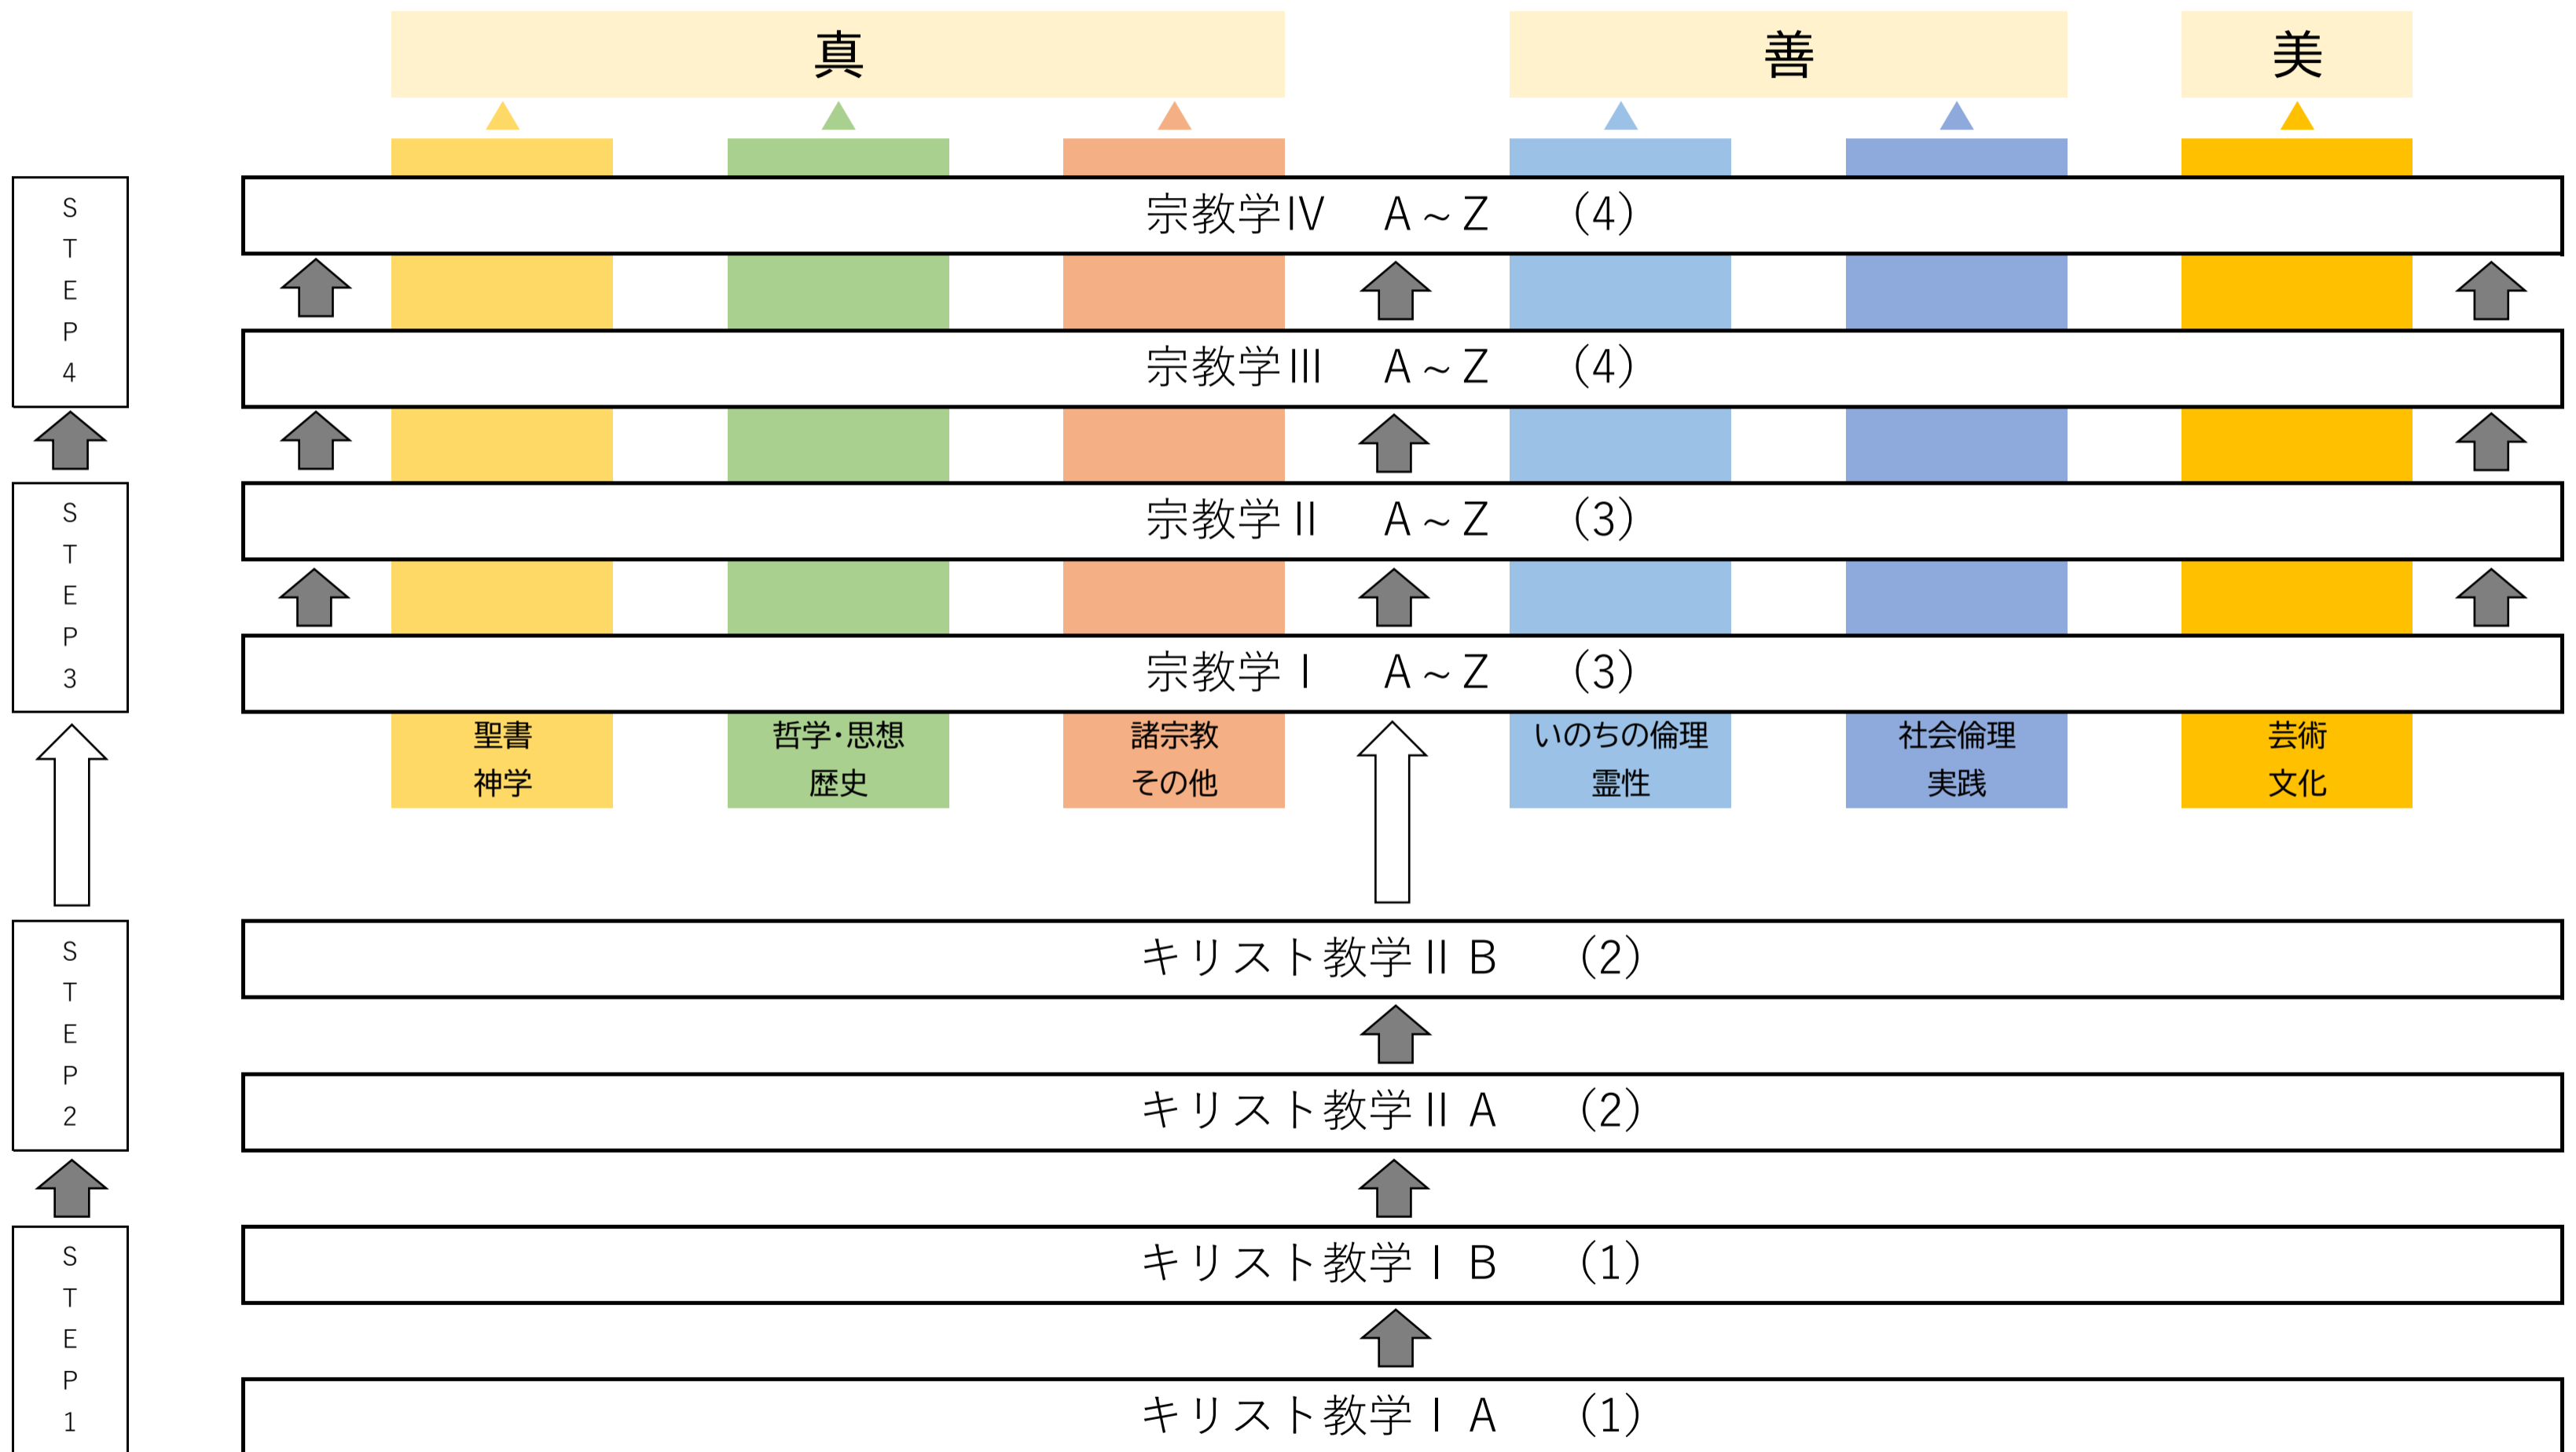 真
善
美
STEP4
宗教学Ⅳ　A~Z　（4）
宗教学Ⅲ　A~Z　（4）
STEP3
宗教学Ⅱ　A~Z　（3）
宗教学Ⅰ　A~Z　（3）
聖書
神学
哲学・思想
歴史
諸宗教
その他
いのちの倫理
霊性
社会倫理
実践
芸術
文化
STEP2
キリスト教学ⅡB　（2）
キリスト教学ⅡA　（2）
STEP1
キリスト教学ⅠB　（1）
キリスト教学ⅠA　（1）